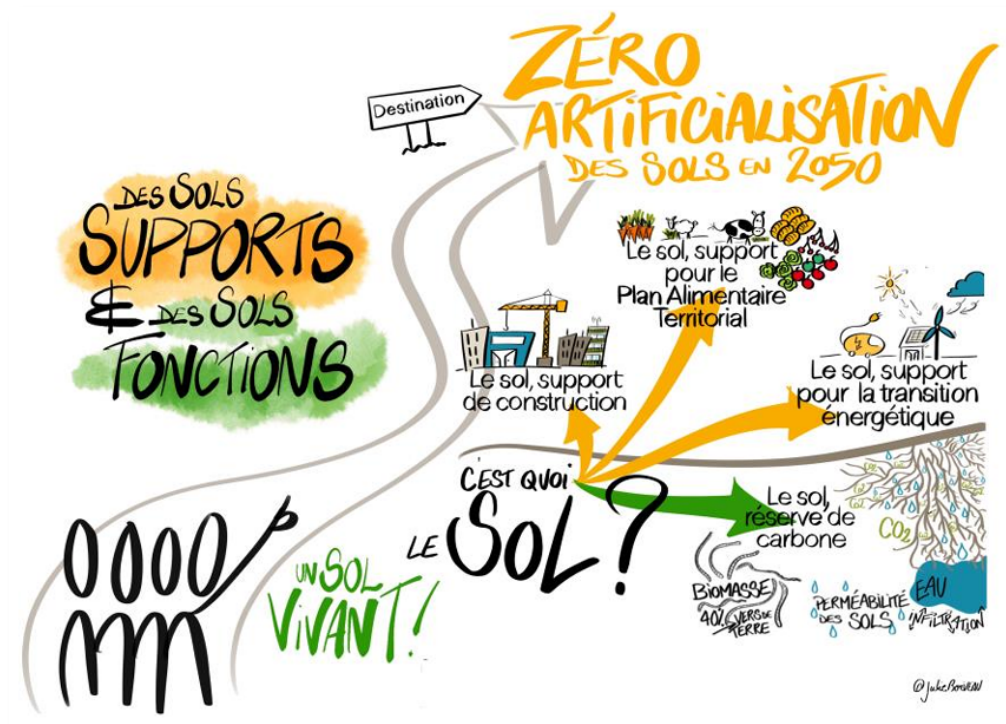 Destination
ZÉRO
ARTIFICIALISATION
DES SOLS EN 2050
DES SOLS
SUPPORTS
& DES SOLS
FONCTIONS
Le sol, support
pour le
Plan Alimentaire
Territorial
Le sol, support
de construction
Le sol, support
pour la transition
énergétique
C'EST QUOI
LE SOL ?
Le sol,
réserve de
carbone
CO2
UN SOL
VIVANT !
BIOMASSE
40% VERS DE
TERRE
PERMÉABILITÉ
DES SOLS
EAU
INFILTRATION